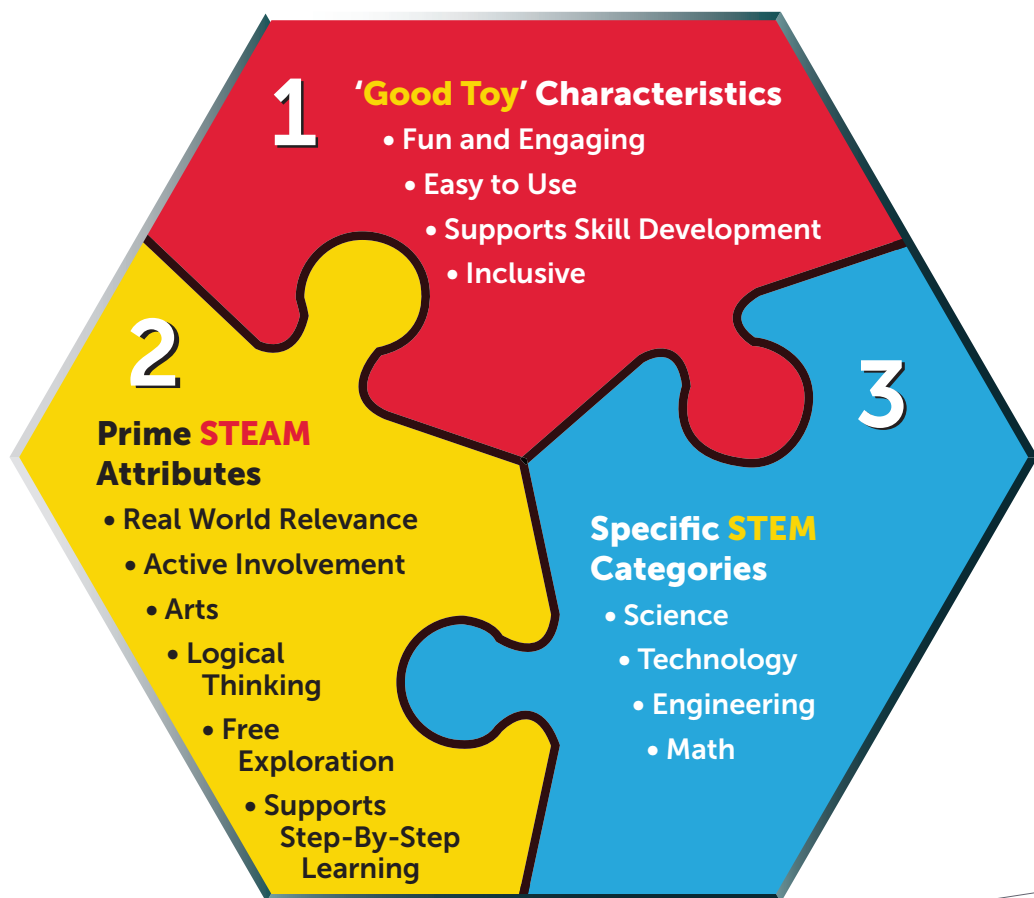 1
‘Good Toy’ Characteristics
• Fun and Engaging
• Easy to Use
• Supports Skill Development
• Inclusive
2
Prime STEAM
Attributes
• Real World Relevance
• Active Involvement
• Arts
• Logical
Thinking
• Free
Exploration
• Supports
Step-By-Step
Learning
3
Specific STEM
Categories
• Science
• Technology
• Engineering
• Math